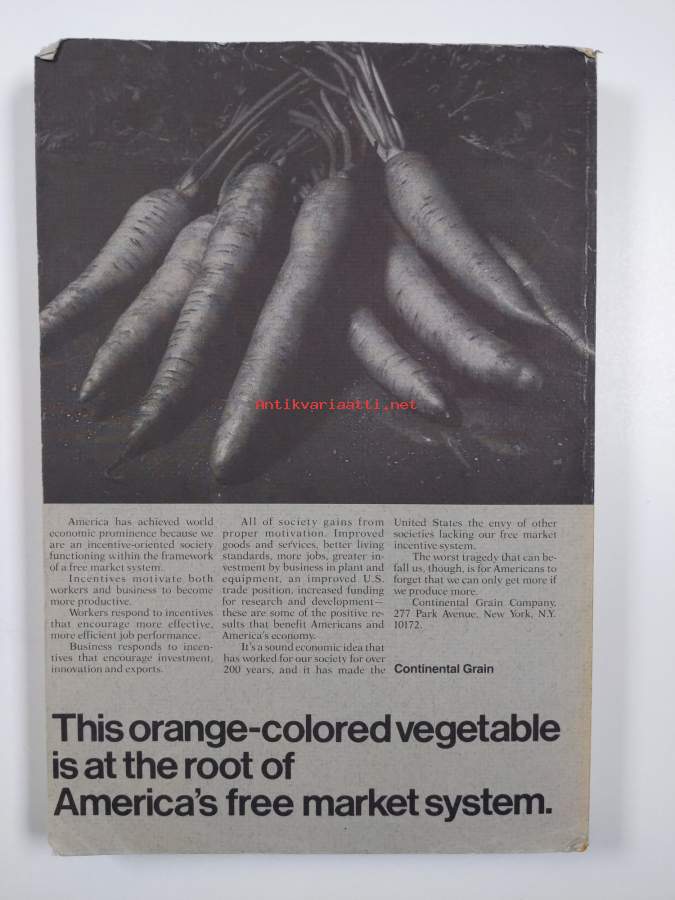 Antikvariaatti.net
America has achieved world
economic prominence because we
are an incentive-oriented society
functioning within the framework
of a free market system.
Incentives motivate both
workers and business to become
more productive.
Workers respond to incentives
that encourage more effective,
more efficient job performance.
Business responds to incen-
tives that encourage investment,
innovation and exports.
All of society gains from
proper motivation. Improved
goods and services, better living
standards, more jobs, greater in-
vestment by business in plant and
equipment, an improved U.S.
trade position, increased funding
for research and development—
these are some of the positive re-
sults that benefit Americans and
America's economy.
It's a sound economic idea that
has worked for our society for over
200 years, and it has made the
United States the envy of other
societies lacking our free market
incentive system.
The worst tragedy that can be-
fall us, though, is for Americans to
forget that we can only get more if
we produce more.
Continental Grain Company,
277 Park Avenue, New York, N.Y.
10172.
Continental Grain
This orange-colored vegetable
is at the root of
America's free market system.